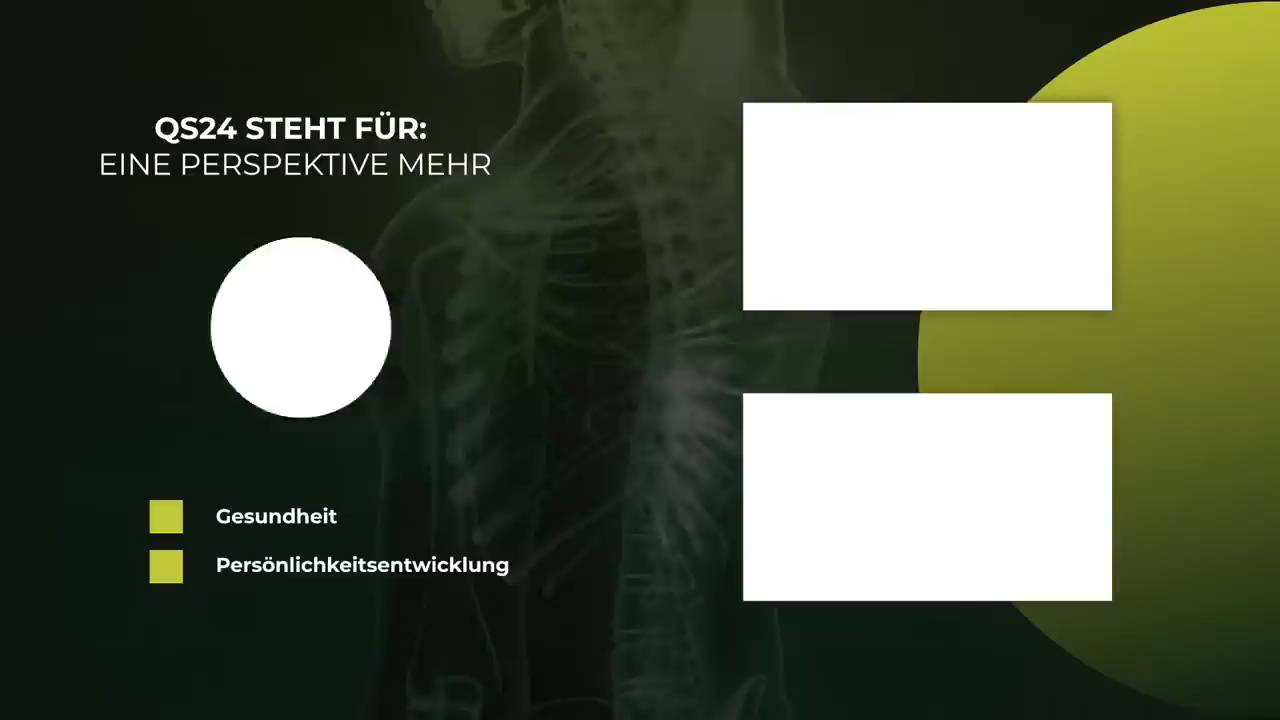 QS24 STEHT FÜR:
EINE PERSPEKTIVE MEHR
Gesundheit
Persönlichkeitsentwicklung